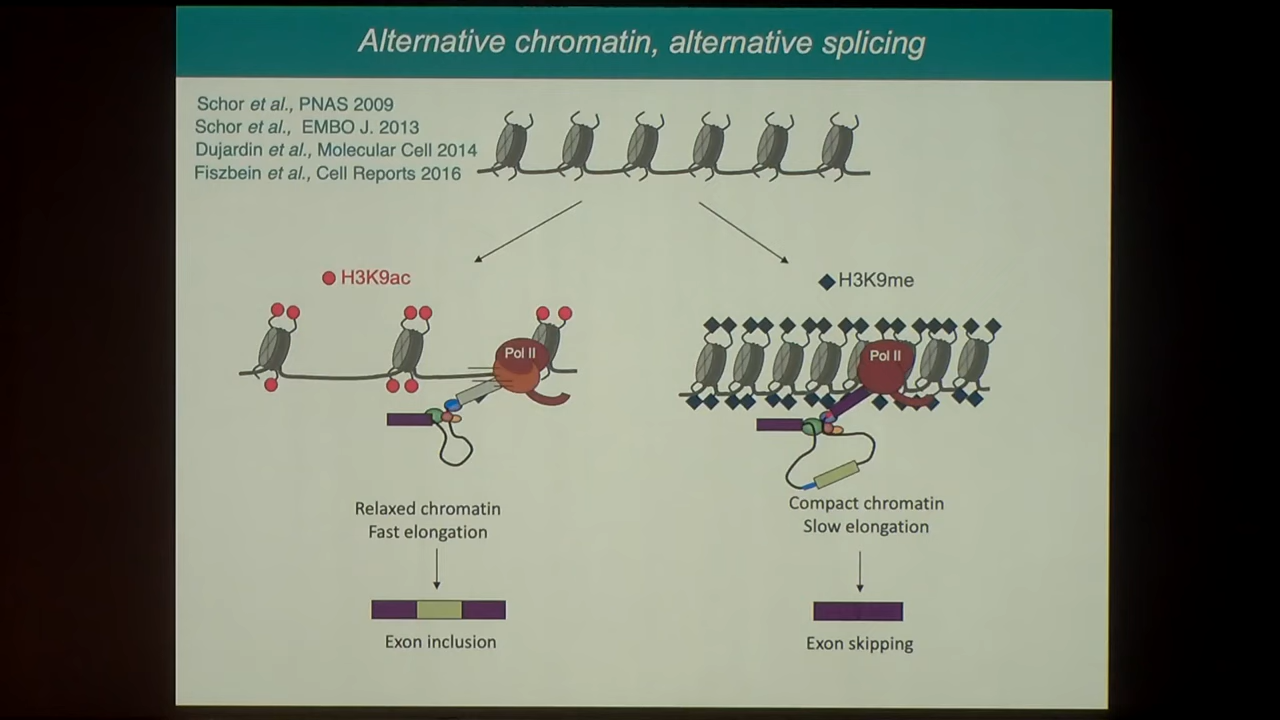 Alternative chromatin, alternative splicing
Schor et al., PNAS 2009
Schor et al., EMBO J. 2013
Dujardin et al., Molecular Cell 2014
Fiszbein et al., Cell Reports 2016
H3K9ac
H3K9me
Pol II
Pol II
Relaxed chromatin
Fast elongation
Compact chromatin
Slow elongation
Exon inclusion
Exon skipping